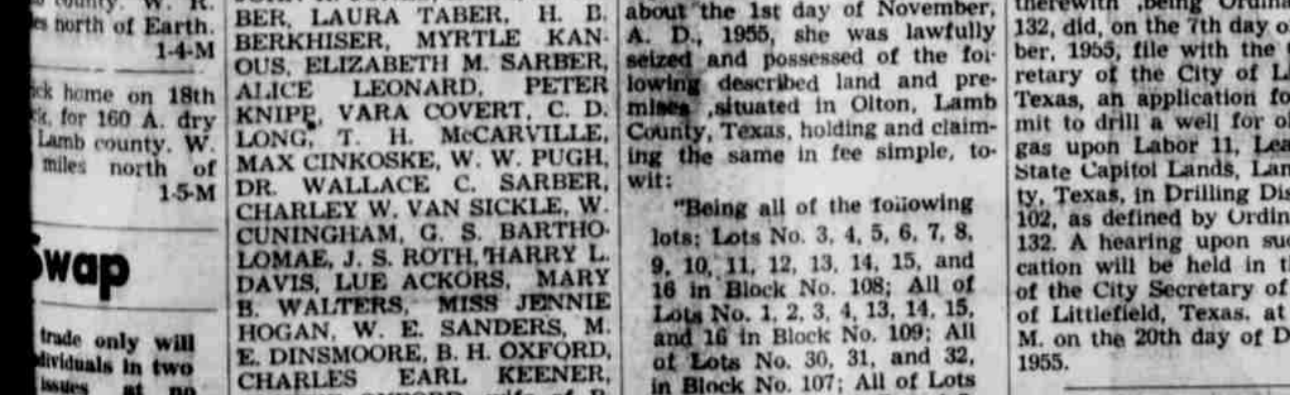 north of Earth.
1-4-M
home on 18th
for 160 A. dry
Lamb county. W.
miles north of
1-5-M
Swap
trade only will
in two
issues at no
BER, LAURA TABER, H. B.
BERKHISER, MYRTLE KAN-
OUS, ELIZABETH M. SARBER,
ALICE LEONARD, PETER
KNIPP, VARA COVERT, C. D.
LONG, T. H. McCARVILLE,
MAX CINKOSKE, W. W. PUGH,
DR. WALLACE C. SARBER,
CHARLEY W. VAN SICKLE, W.
CUNINGHAM, G. S. BARTHO-
LOMAE, J. S. ROTH, HARRY L.
DAVIS, LUE ACKORS, MARY
B. WALTERS, MISS JENNIE
HOGAN, W. E. SANDERS, M.
E. DINSMOORE, B. H. OXFORD,
CHARLES EARL KEENER,
about the 1st day of November,
A. D., 1955, she was lawfully
seized and possessed of the fol-
lowing described land and pre-
mises ,situated in Olton, Lamb
County, Texas, holding and claim-
ing the same in fee simple, to-
wit:
"Being all of the following
lots: Lots No. 3, 4, 5, 6, 7, 8,
9, 10, 11, 12, 13, 14, 15, and
16 in Block No. 108; All of
Lots No. 1, 2, 3, 4, 13, 14, 15,
and 16 in Block No. 109; All
of Lots No. 30, 31, and 32,
in Block No. 107; All of Lots
therewith ,being
132, did, on the 7th day
ber, 1955, file with the
retary of the City of
Texas, an application
mit to drill a well for
gas upon Labor 11,
State Capitol Lands,
ty, Texas, in Drilling
102, as defined by
132. A hearing upon
cation will be held in
of the City Secretary of
of Littlefield, Texas. at
M. on the 20th day of
1955.